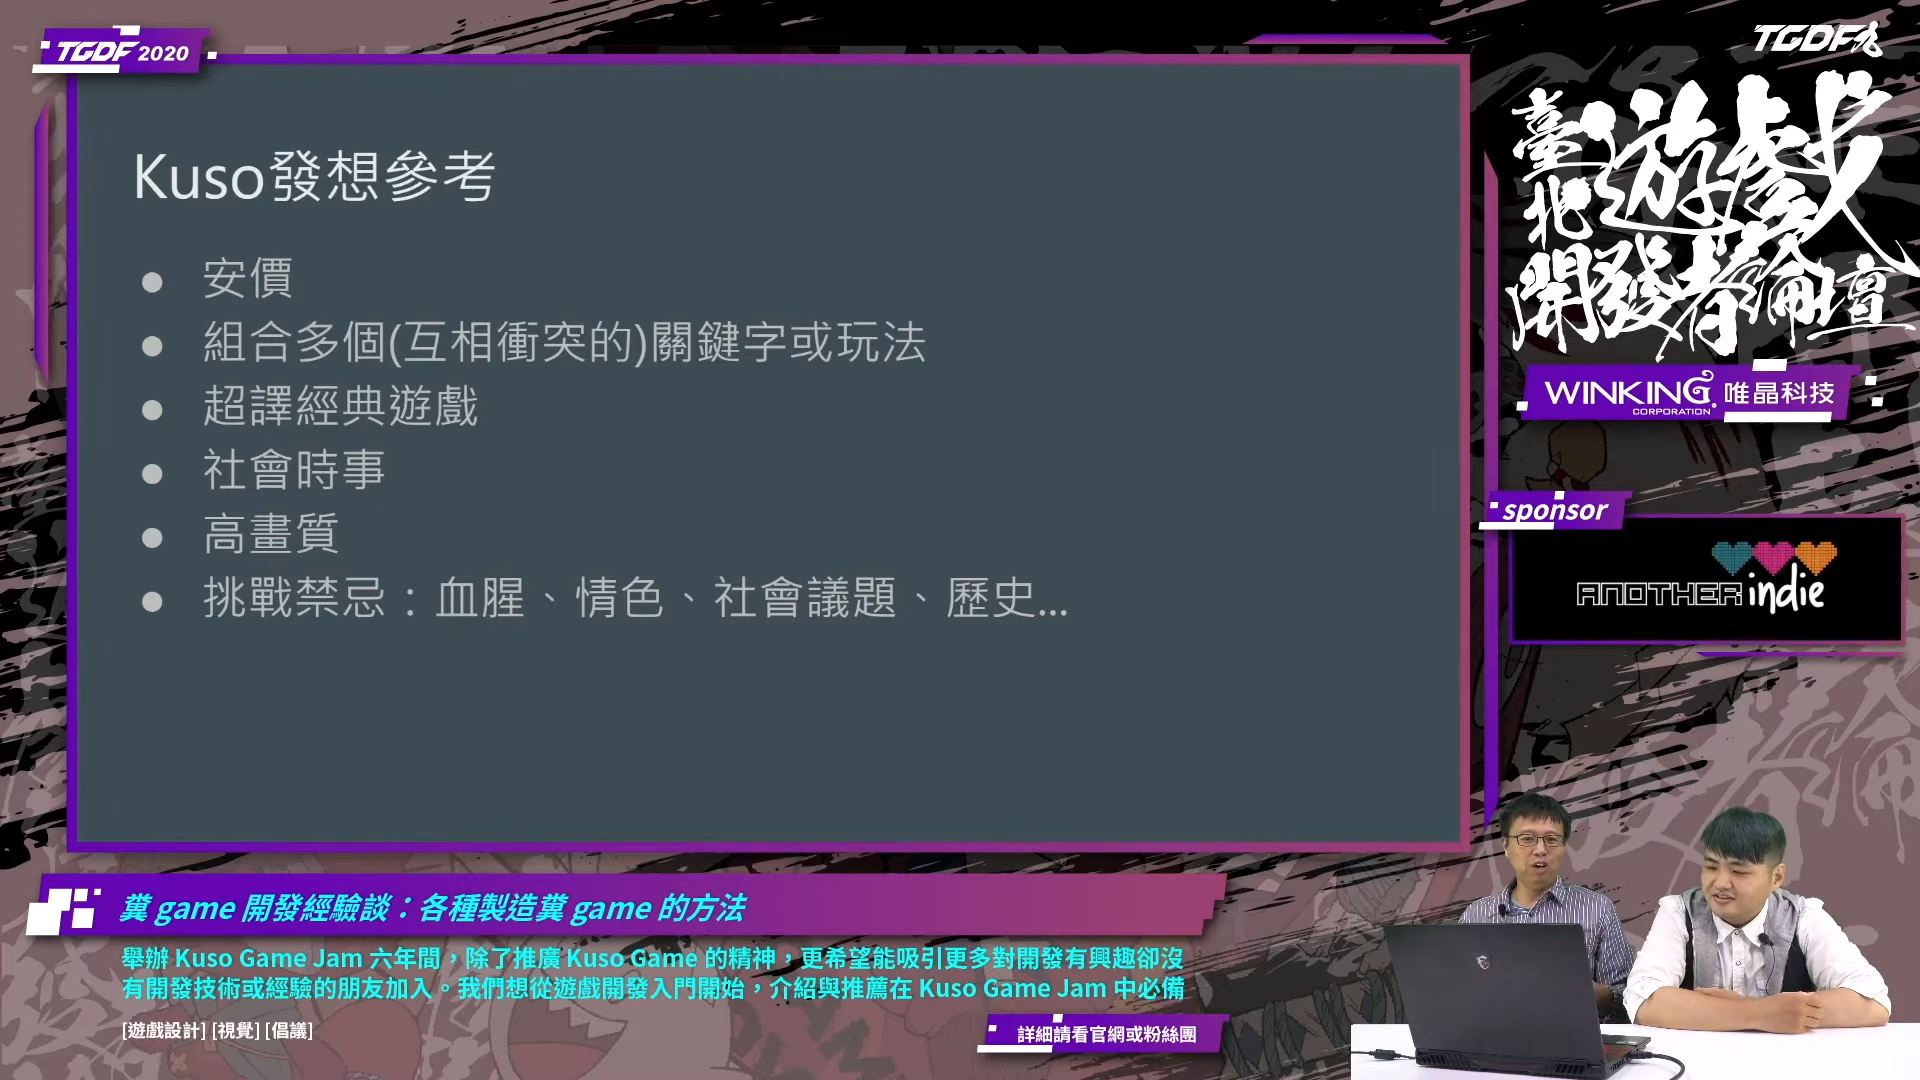 TGDF 2020
TGDF九
臺北遊戲開發者論壇
WINKING CORPORATION 唯晶科技
Kuso發想參考
● 安價
● 組合多個(互相衝突的)關鍵字或玩法
● 超譯經典遊戲
● 社會時事
● 高畫質
● 挑戰禁忌：血腥、情色、社會議題、歷史...
sponsor
ANOTHER indie
糞 game 開發經驗談：各種製造糞 game 的方法
舉辦 Kuso Game Jam 六年間，除了推廣 Kuso Game 的精神，更希望能吸引更多對開發有興趣卻沒
有開發技術或經驗的朋友加入。我們想從遊戲開發入門開始，介紹與推薦在 Kuso Game Jam 中必備
[遊戲設計] [視覺] [倡議]
詳細請看官網或粉絲團